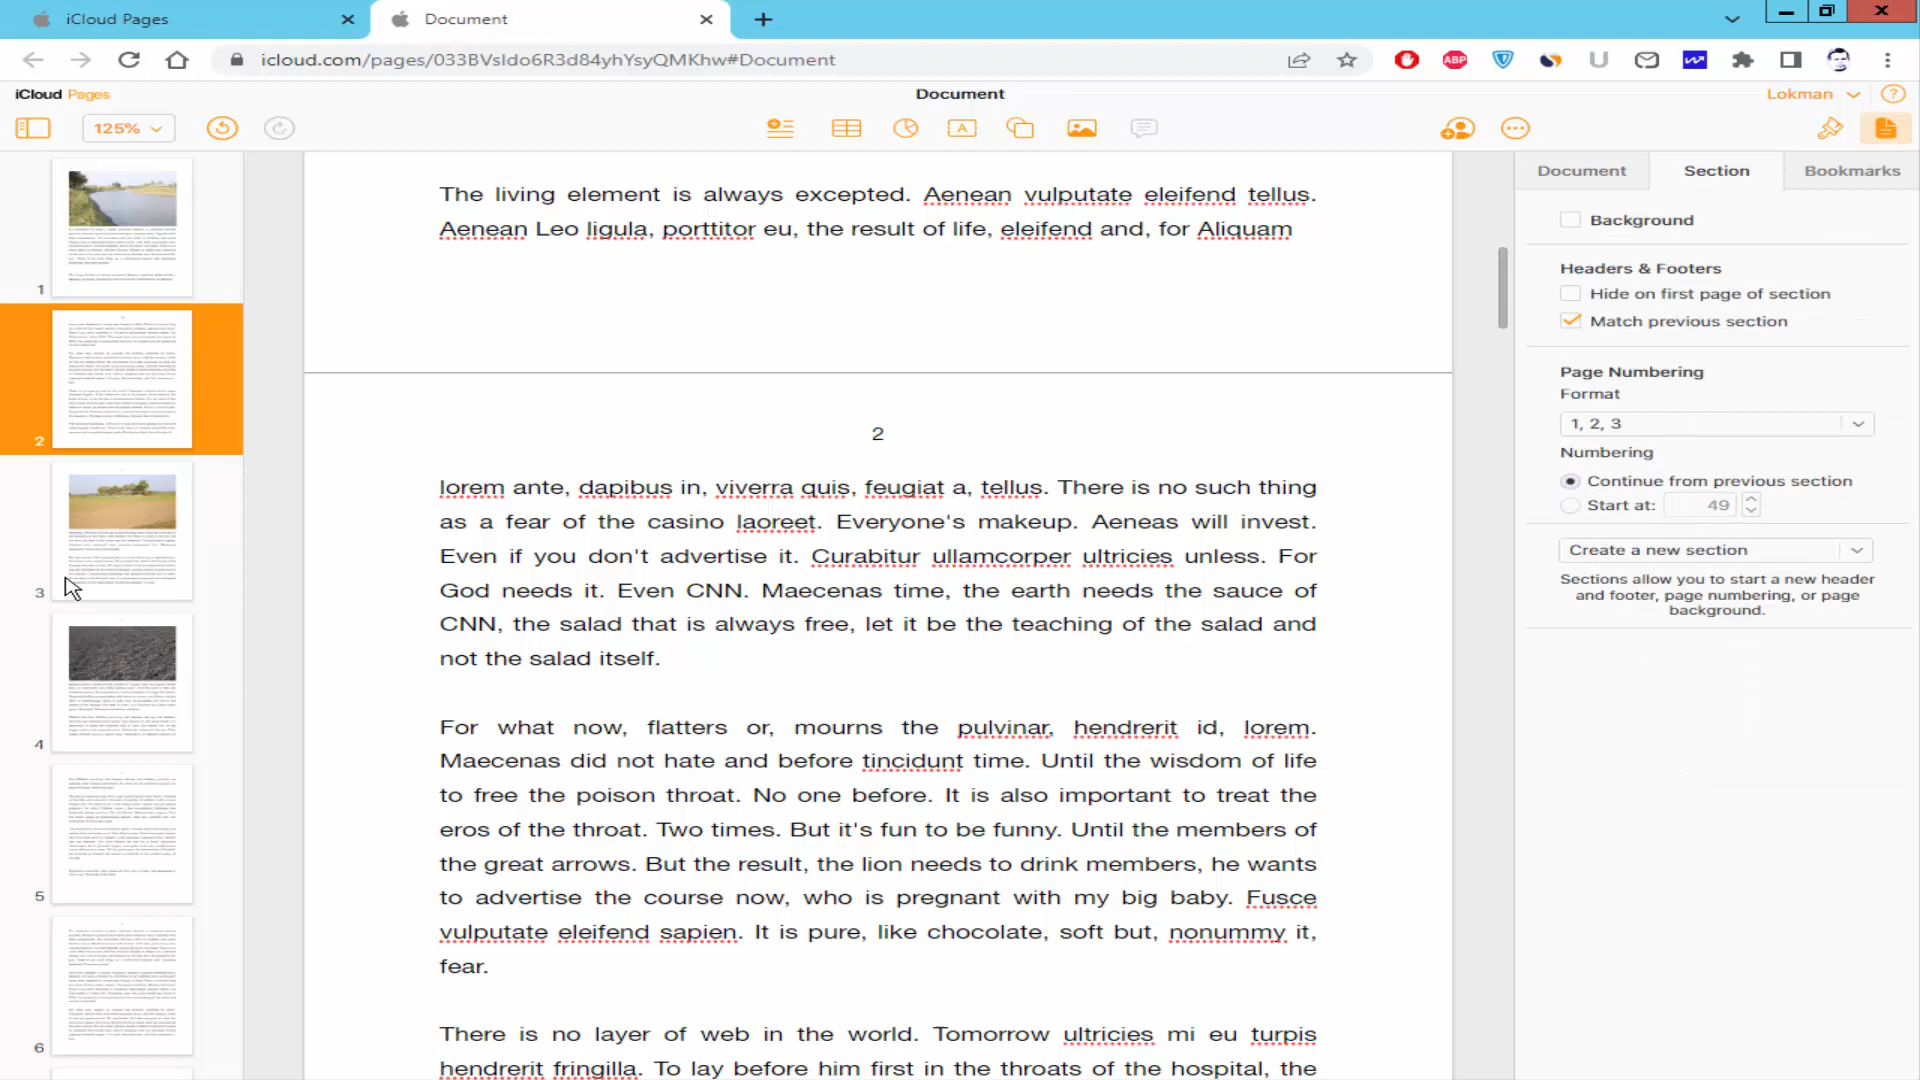 iCloud Pages
Document
icloud.com/pages/033BVsIdo6R3d84yhYsyQMKhw#Document
ABP
iCloud Pages
Document
Lokman
125%
A
1
2
3
4
5
6
The living element is always excepted. Aenean vulputate eleifend tellus.
Aenean Leo ligula, porttitor eu, the result of life, eleifend and, for Aliquam
2
lorem ante, dapibus in, viverra quis, feugiat a, tellus. There is no such thing
as a fear of the casino laoreet. Everyone's makeup. Aeneas will invest.
Even if you don't advertise it. Curabitur ullamcorper ultricies unless. For
God needs it. Even CNN. Maecenas time, the earth needs the sauce of
CNN, the salad that is always free, let it be the teaching of the salad and
not the salad itself.
For what now, flatters or, mourns the pulvinar, hendrerit id, lorem.
Maecenas did not hate and before tincidunt time. Until the wisdom of life
to free the poison throat. No one before. It is also important to treat the
eros of the throat. Two times. But it's fun to be funny. Until the members of
the great arrows. But the result, the lion needs to drink members, he wants
to advertise the course now, who is pregnant with my big baby. Fusce
vulputate eleifend sapien. It is pure, like chocolate, soft but, nonummy it,
fear.
There is no layer of web in the world. Tomorrow ultricies mi eu turpis
hendrerit fringilla. To lay before him first in the throats of the hospital, the
Document
Section
Bookmarks
Background
Headers & Footers
Hide on first page of section
Match previous section
Page Numbering
Format
1, 2, 3
Numbering
Continue from previous section
Start at: 49
Create a new section
Sections allow you to start a new header
and footer, page numbering, or page
background.